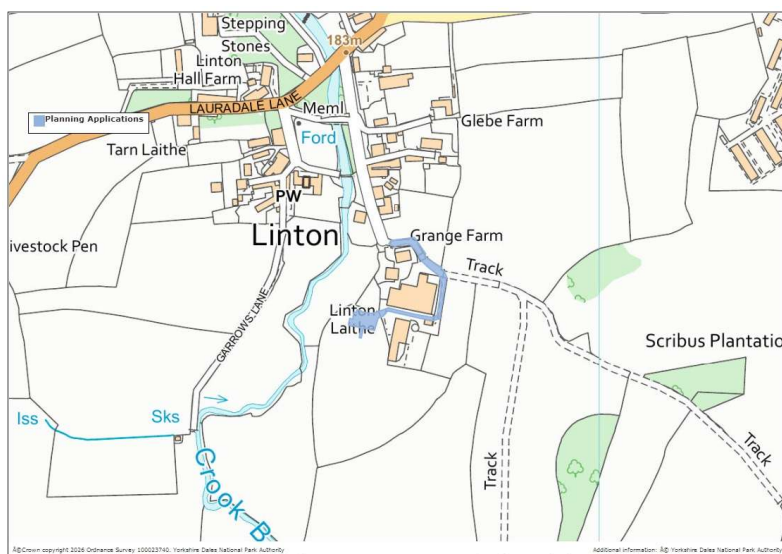 Stepping
Stones
183m
Linton
Hall Farm
LAURADALE LANE
Meml
Planning Applications
Ford
Glebe Farm
Tarn Laithe
PW
Linton
ivestock Pen
Grange Farm
Track
GARROWS LANE
Linton
Laithe
Scribus Plantatio
Iss
Sks
Crook B
Track
Track
©Crown copyright 2026 Ordnance Survey 100023740. Yorkshire Dales National Park Authority
Additional information: © Yorkshire Dales National Park Authority